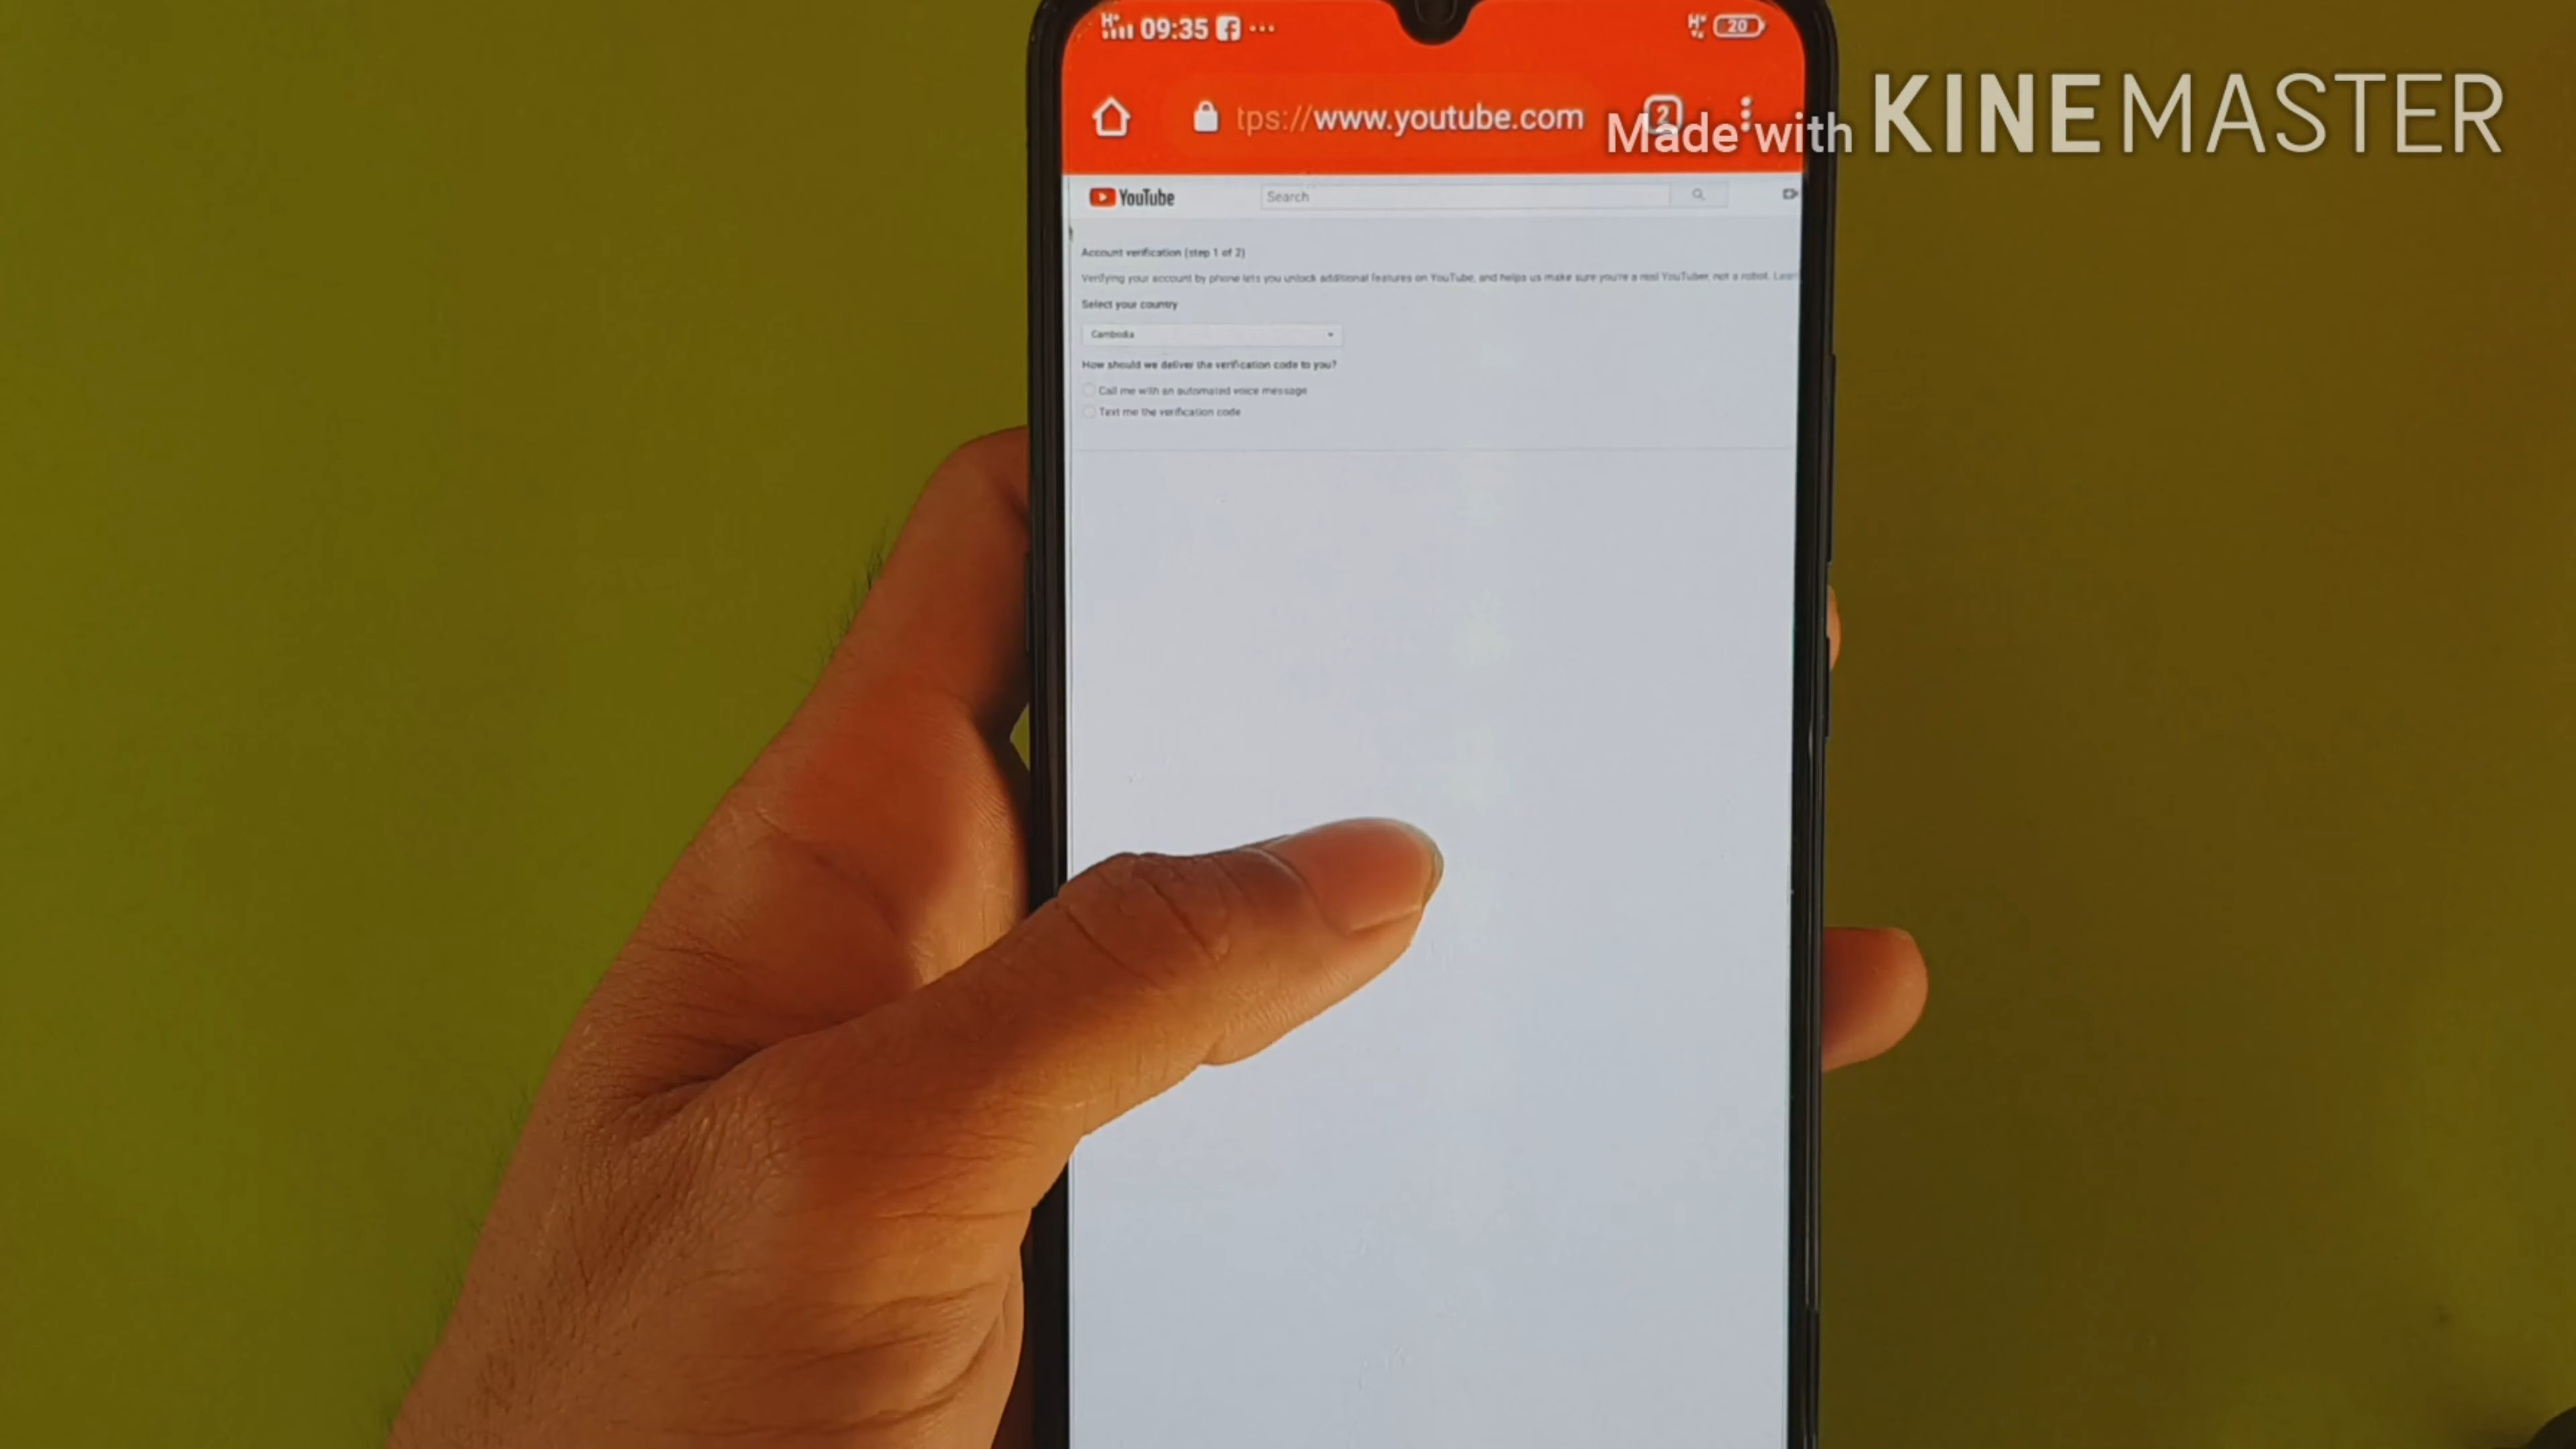 09:35
20
tps://www.youtube.com
2
Made with KINEMASTER
YouTube
Search
Account verification (step 1 of 2)
Verifying your account by phone lets you unlock additional features on YouTube, and helps us make sure you're a real YouTuber, not a robot.
Select your country
Cambodia
How should we deliver the verification code to you?
Call me with an automated voice message
Text me the verification code